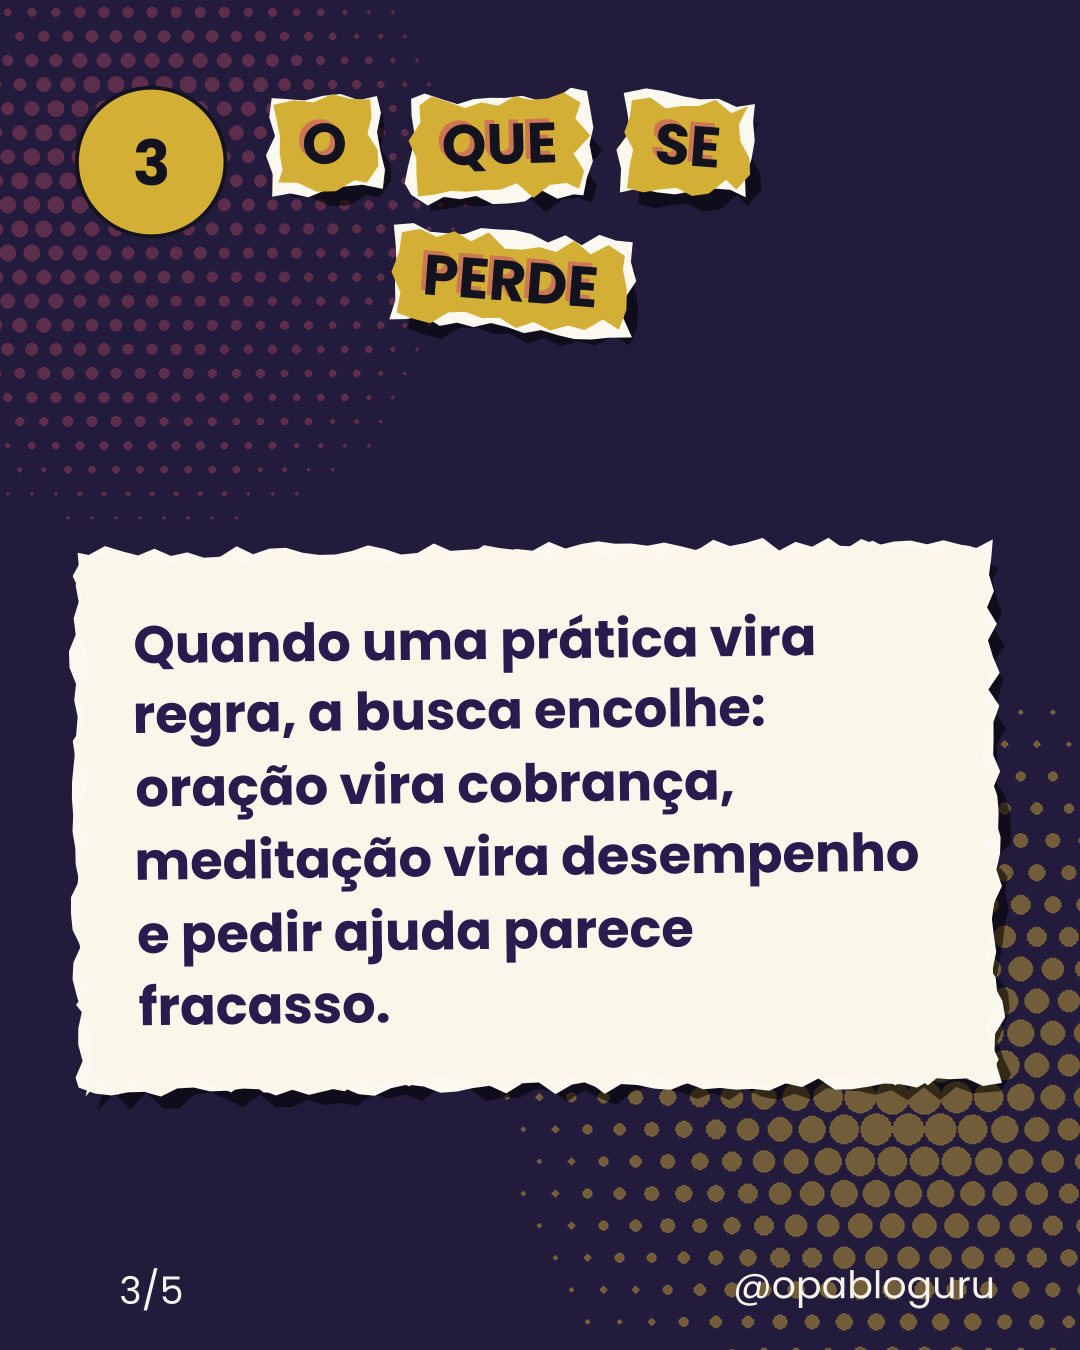 3
O QUE SE
PERDE
Quando uma prática vira
regra, a busca encolhe:
oração vira cobrança,
meditação vira desempenho
e pedir ajuda parece
fracasso.
3/5
@opabloguru